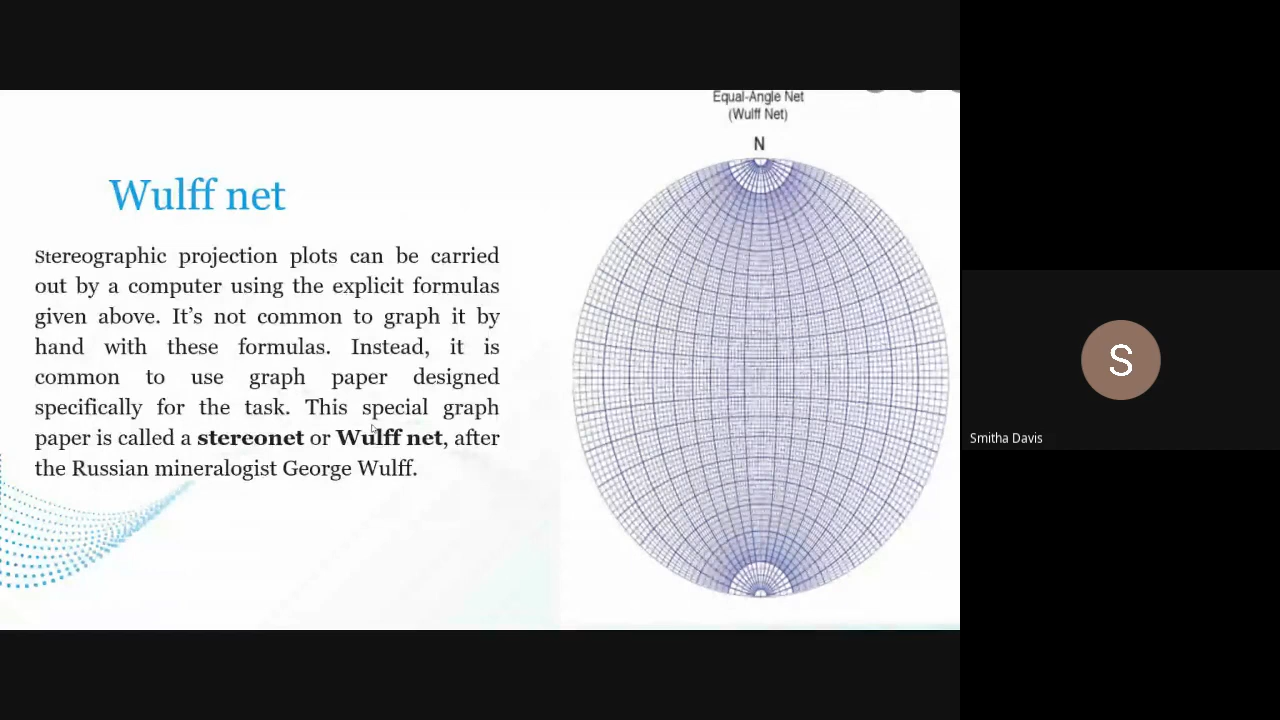 Equal-Angle Net
(Wulff Net)
N
Wulff net
Stereographic projection plots can be carried
out by a computer using the explicit formulas
given above. It’s not common to graph it by
hand with these formulas. Instead, it is
common to use graph paper designed
specifically for the task. This special graph
paper is called a stereonet or Wulff net, after
the Russian mineralogist George Wulff.
S
Smitha Davis